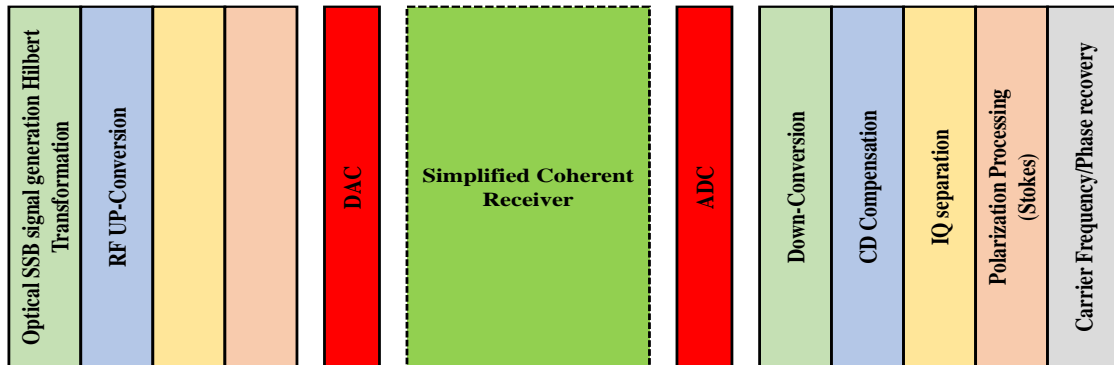 Optical SSB signal generation Hilbert
Transformation
RF UP-Conversion
DAC
Simplified Coherent
Receiver
ADC
Down-Conversion
CD Compensation
IQ separation
Polarization Processing
(Stokes)
Carrier Frequency/Phase recovery